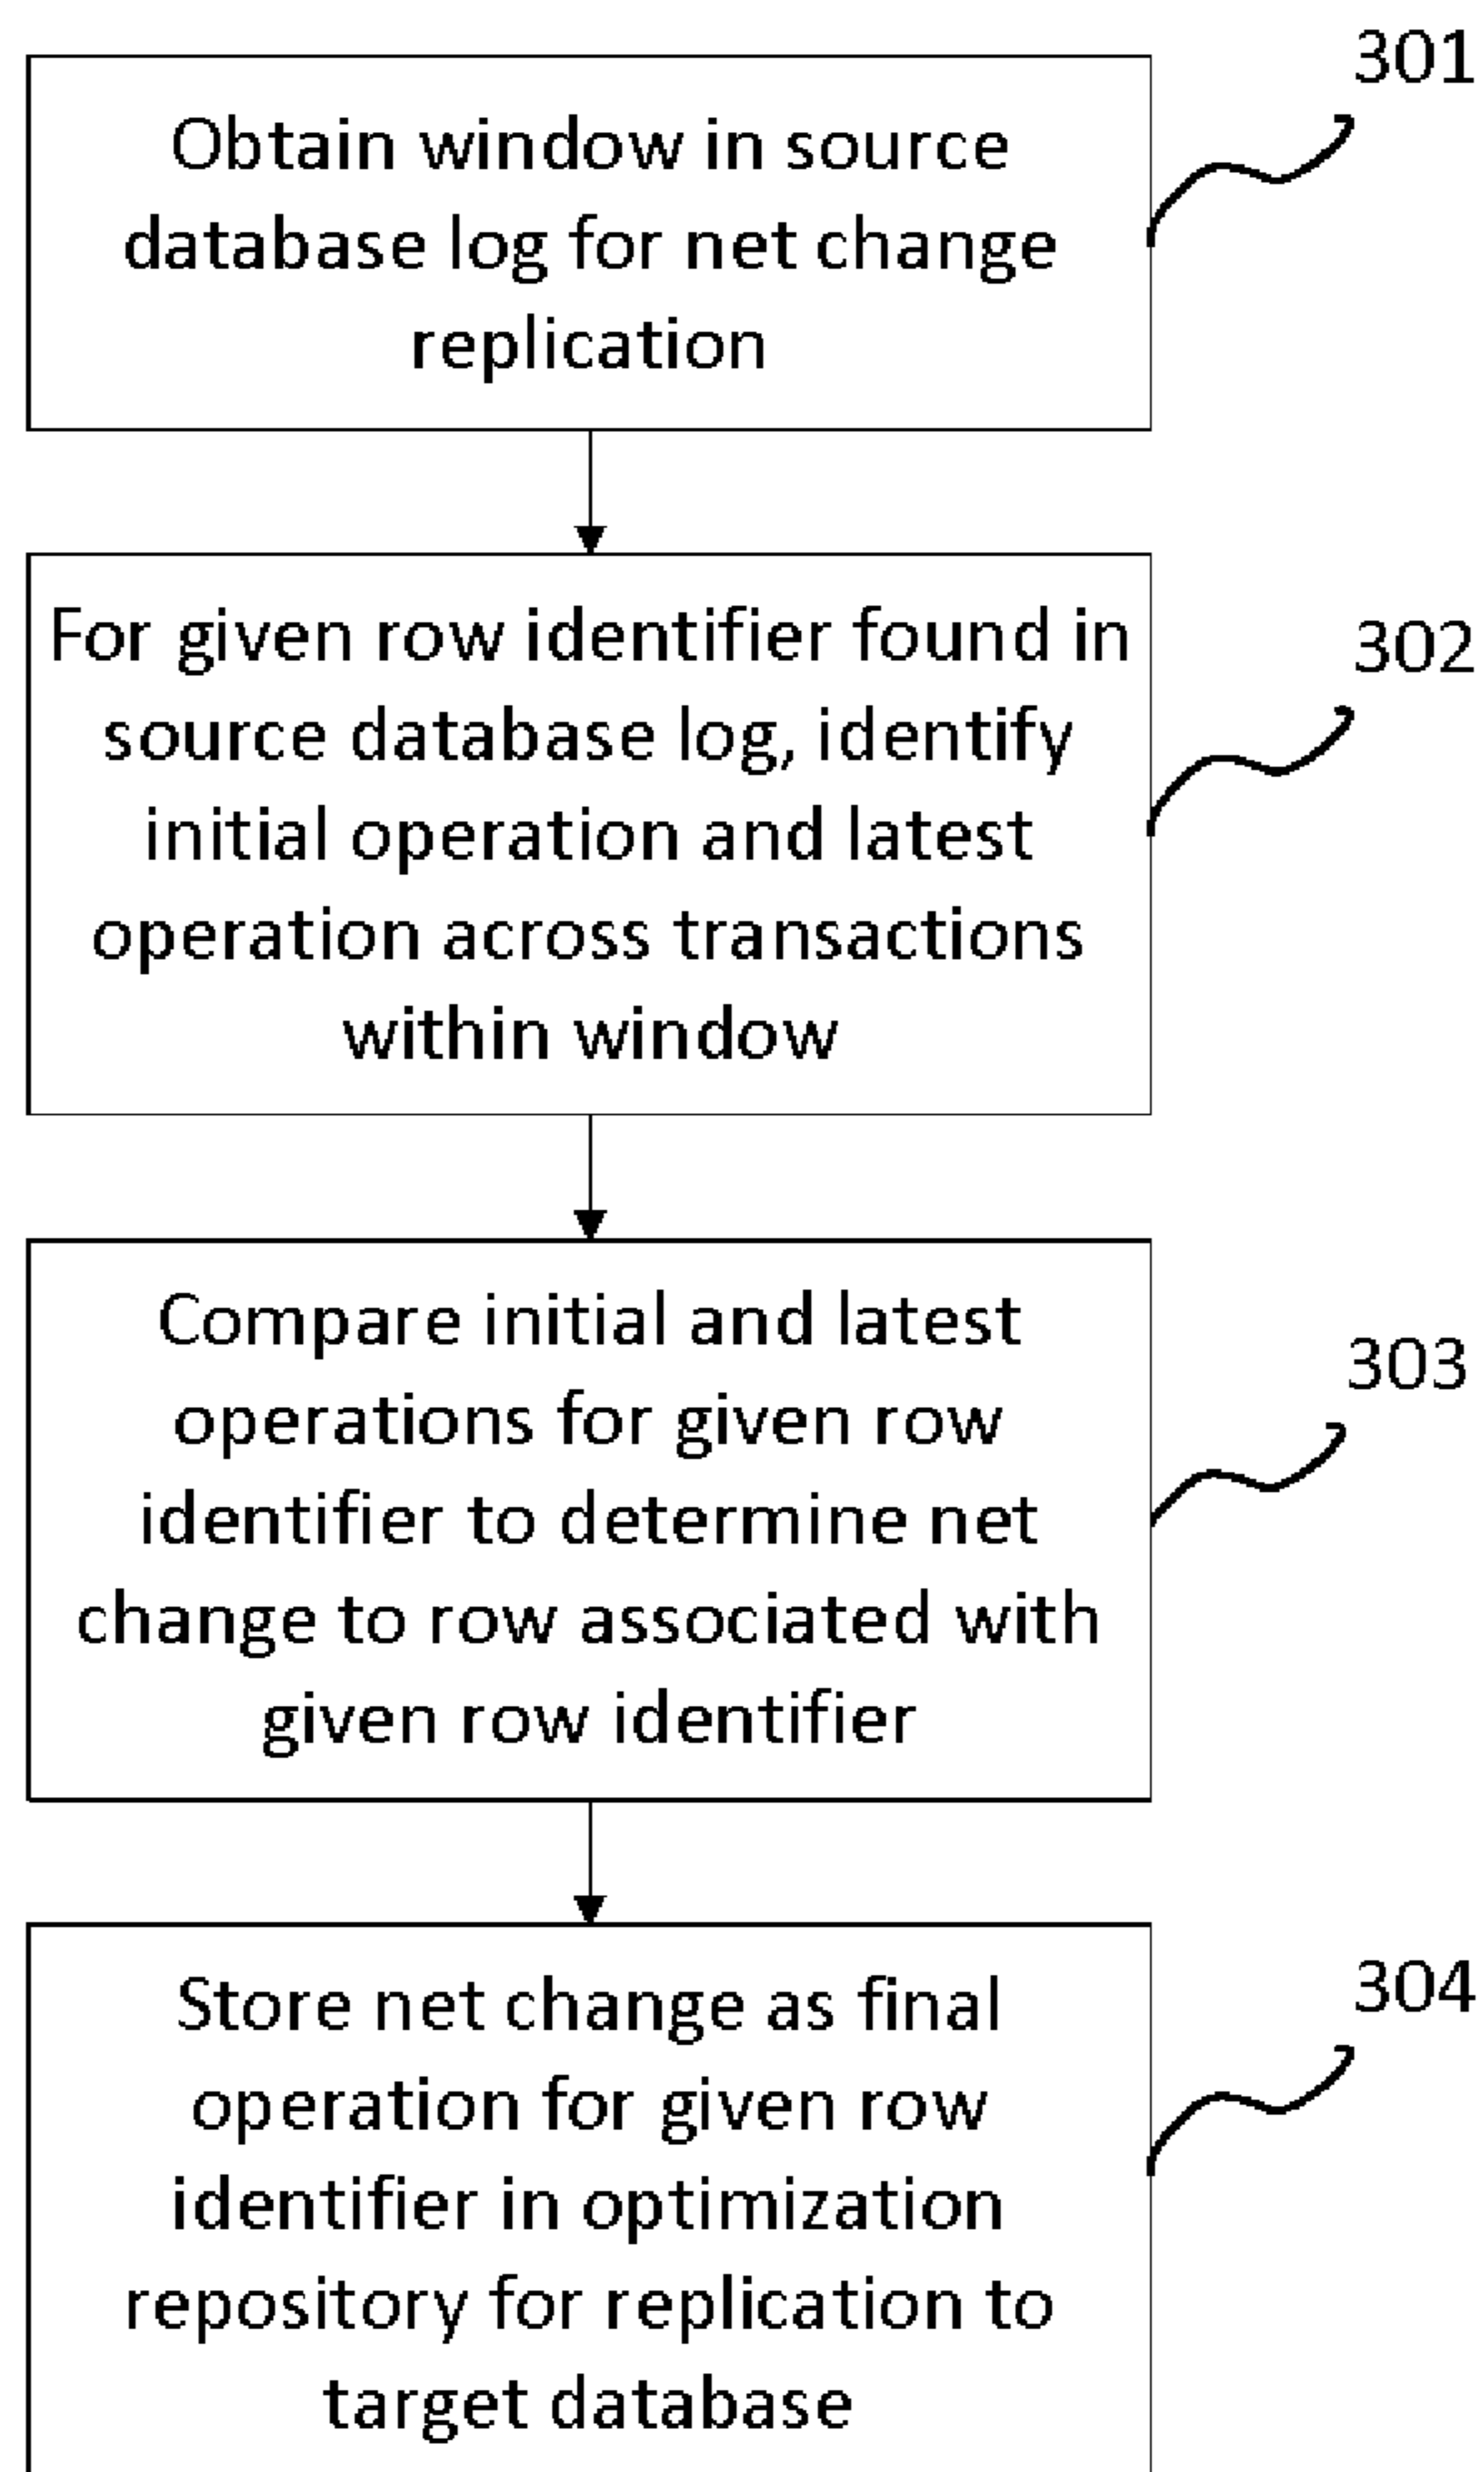 301
Obtain window in source
database log for net change
replication
302
For given row identifier found in
source database log, identify
initial operation and latest
operation across transactions
within window
303
Compare initial and latest
operations for given row
identifier to determine net
change to row associated with
given row identifier
304
Store net change as final
operation for given row
identifier in optimization
repository for replication to
target database